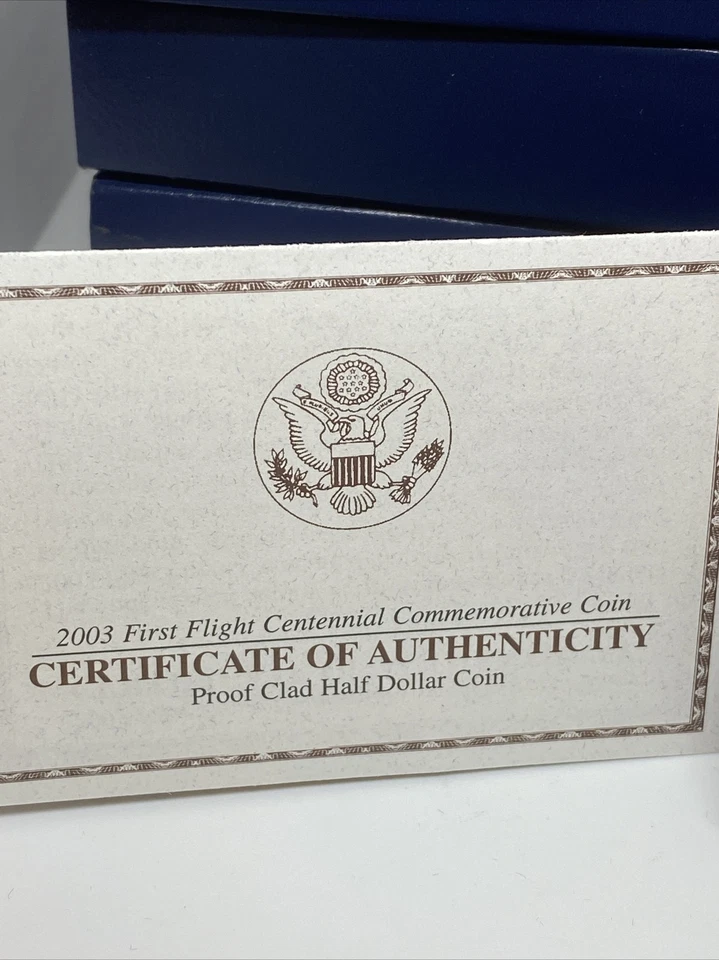 2003 First Flight Centennial Commemorative Coin
CERTIFICATE OF AUTHENTICITY
Proof Clad Half Dollar Coin